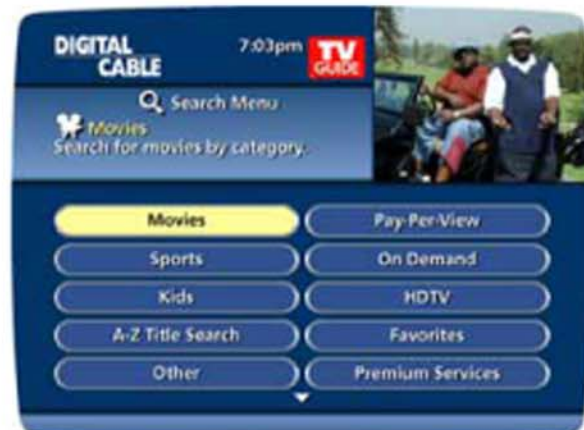 DIGITAL
CABLE
7:03pm
TV
GUIDE
Search Menu
Movies
Search for movies by category.
Movies
Pay-Per-View
Sports
On Demand
Kids
HDTV
A-Z Title Search
Favorites
Other
Premium Services